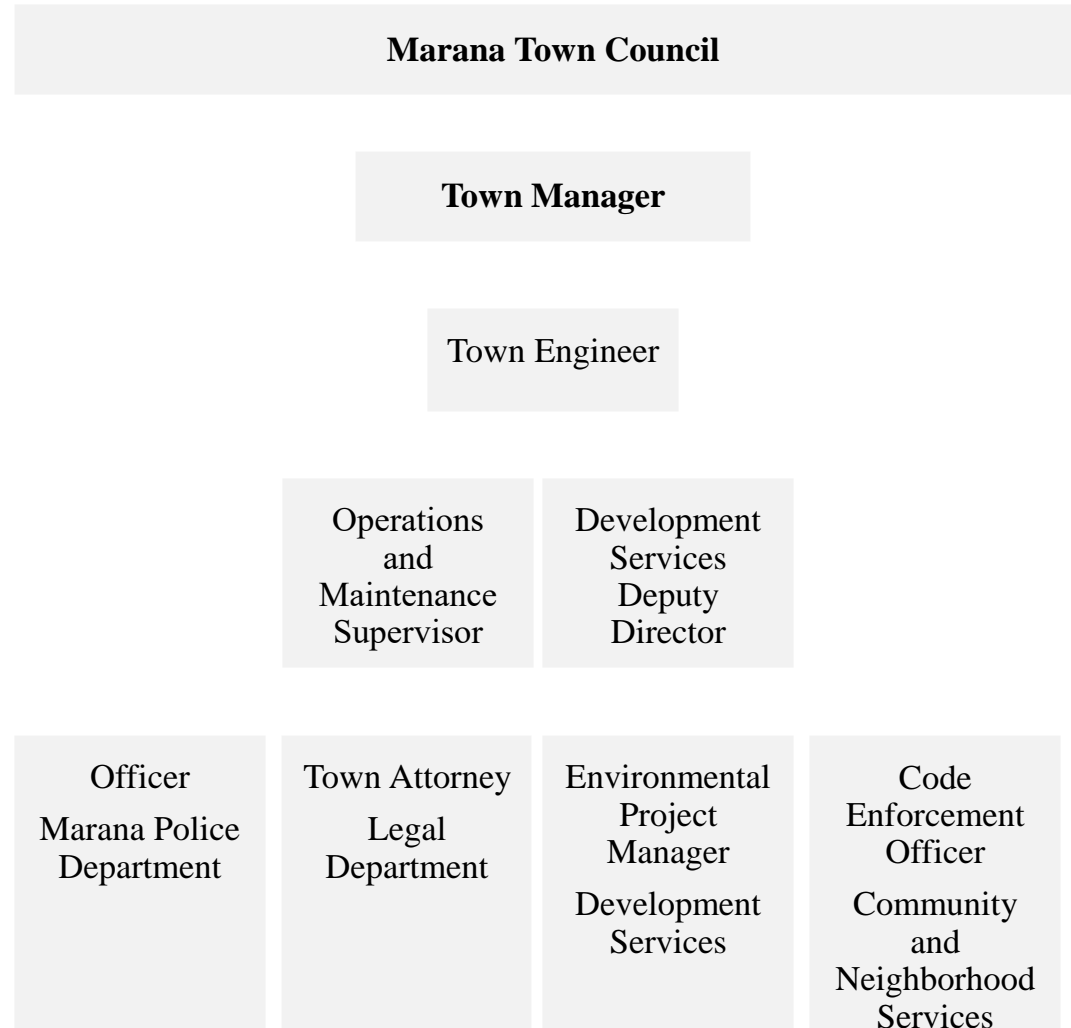 Marana Town Council
Town Manager
Town Engineer
Operations
and
Maintenance
Supervisor
Development
Services
Deputy
Director
Officer
Marana Police
Department
Town Attorney
Legal
Department
Environmental
Project
Manager
Development
Services
Code
Enforcement
Officer
Community
and
Neighborhood
Services